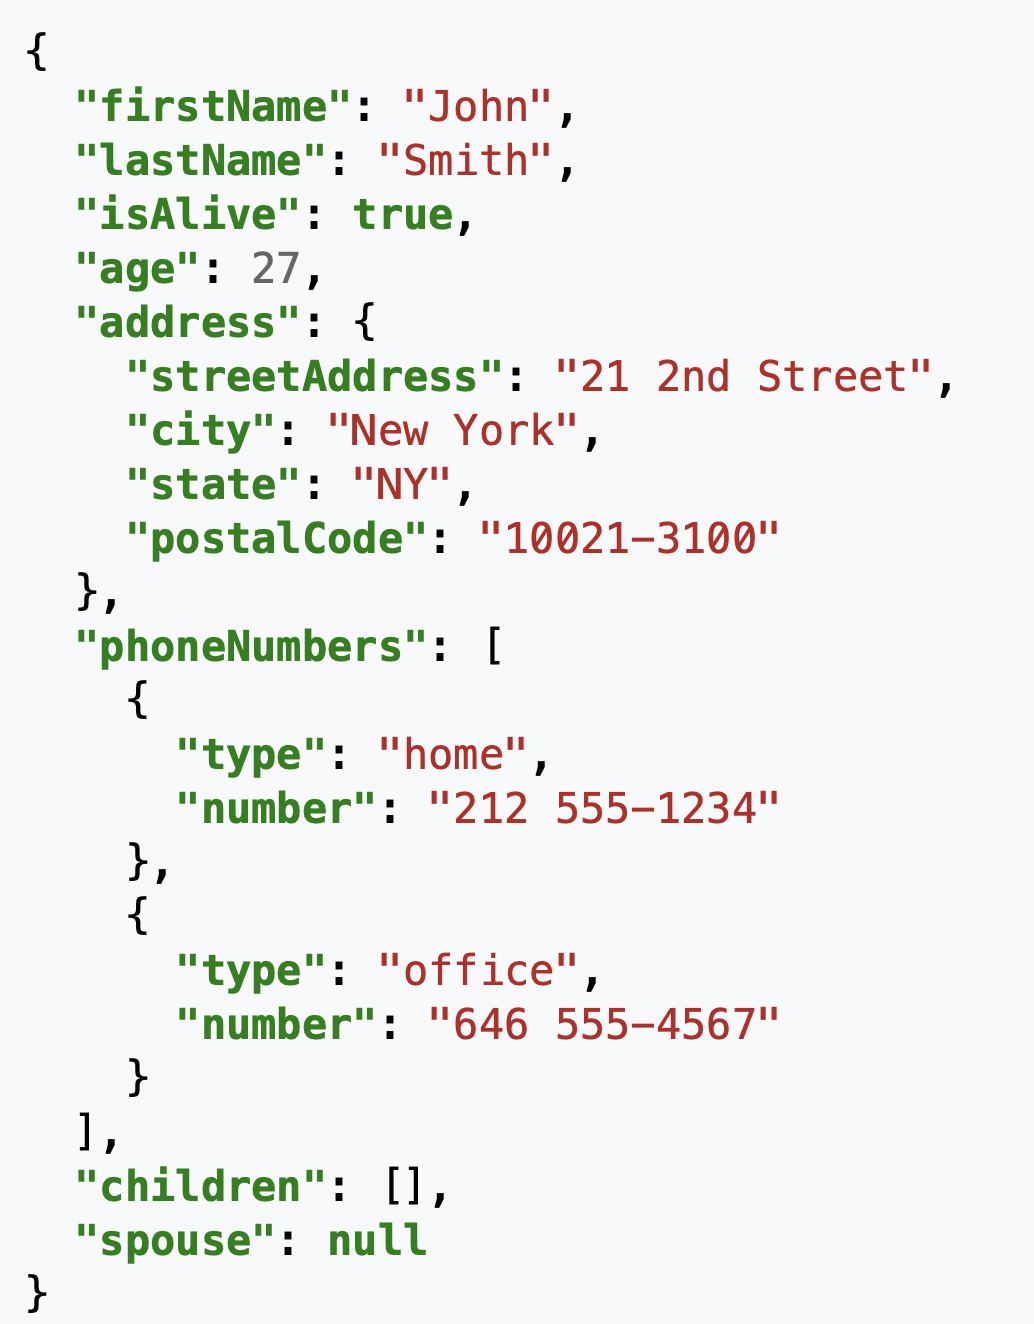 {
  "firstName": "John",
  "lastName": "Smith",
  "isAlive": true,
  "age": 27,
  "address": {
    "streetAddress": "21 2nd Street",
    "city": "New York",
    "state": "NY",
    "postalCode": "10021-3100"
  },
  "phoneNumbers": [
    {
      "type": "home",
      "number": "212 555-1234"
    },
    {
      "type": "office",
      "number": "646 555-4567"
    }
  ],
  "children": [],
  "spouse": null
}